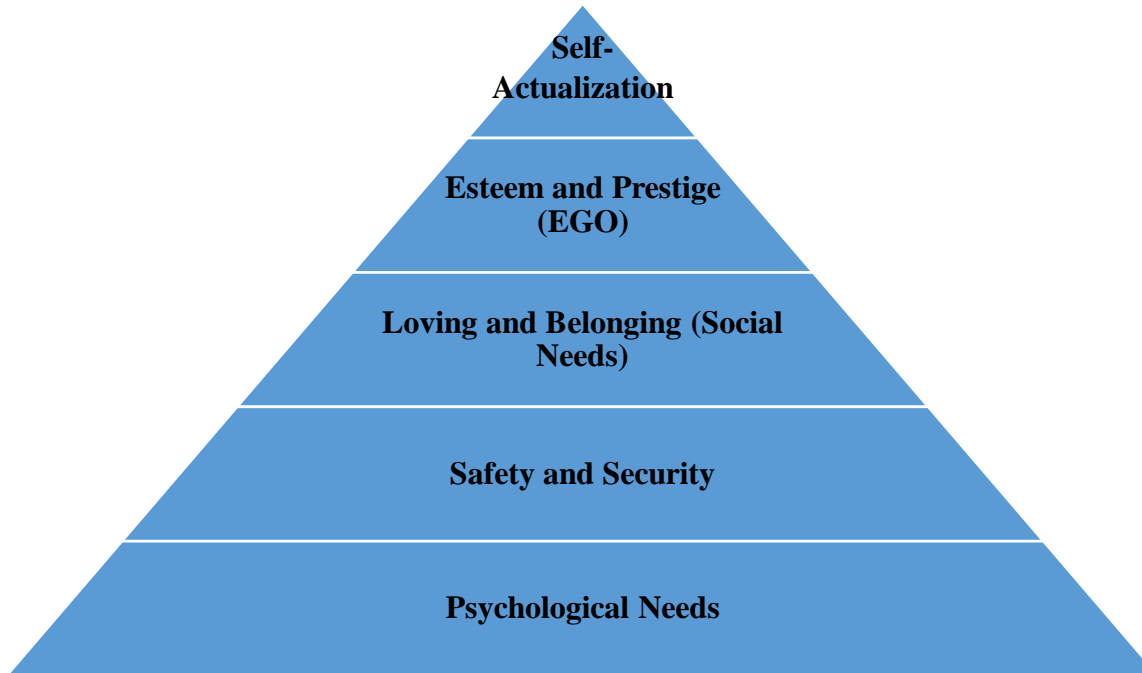 Self-
Actualization
Esteem and Prestige
(EGO)
Loving and Belonging (Social
Needs)
Safety and Security
Psychological Needs